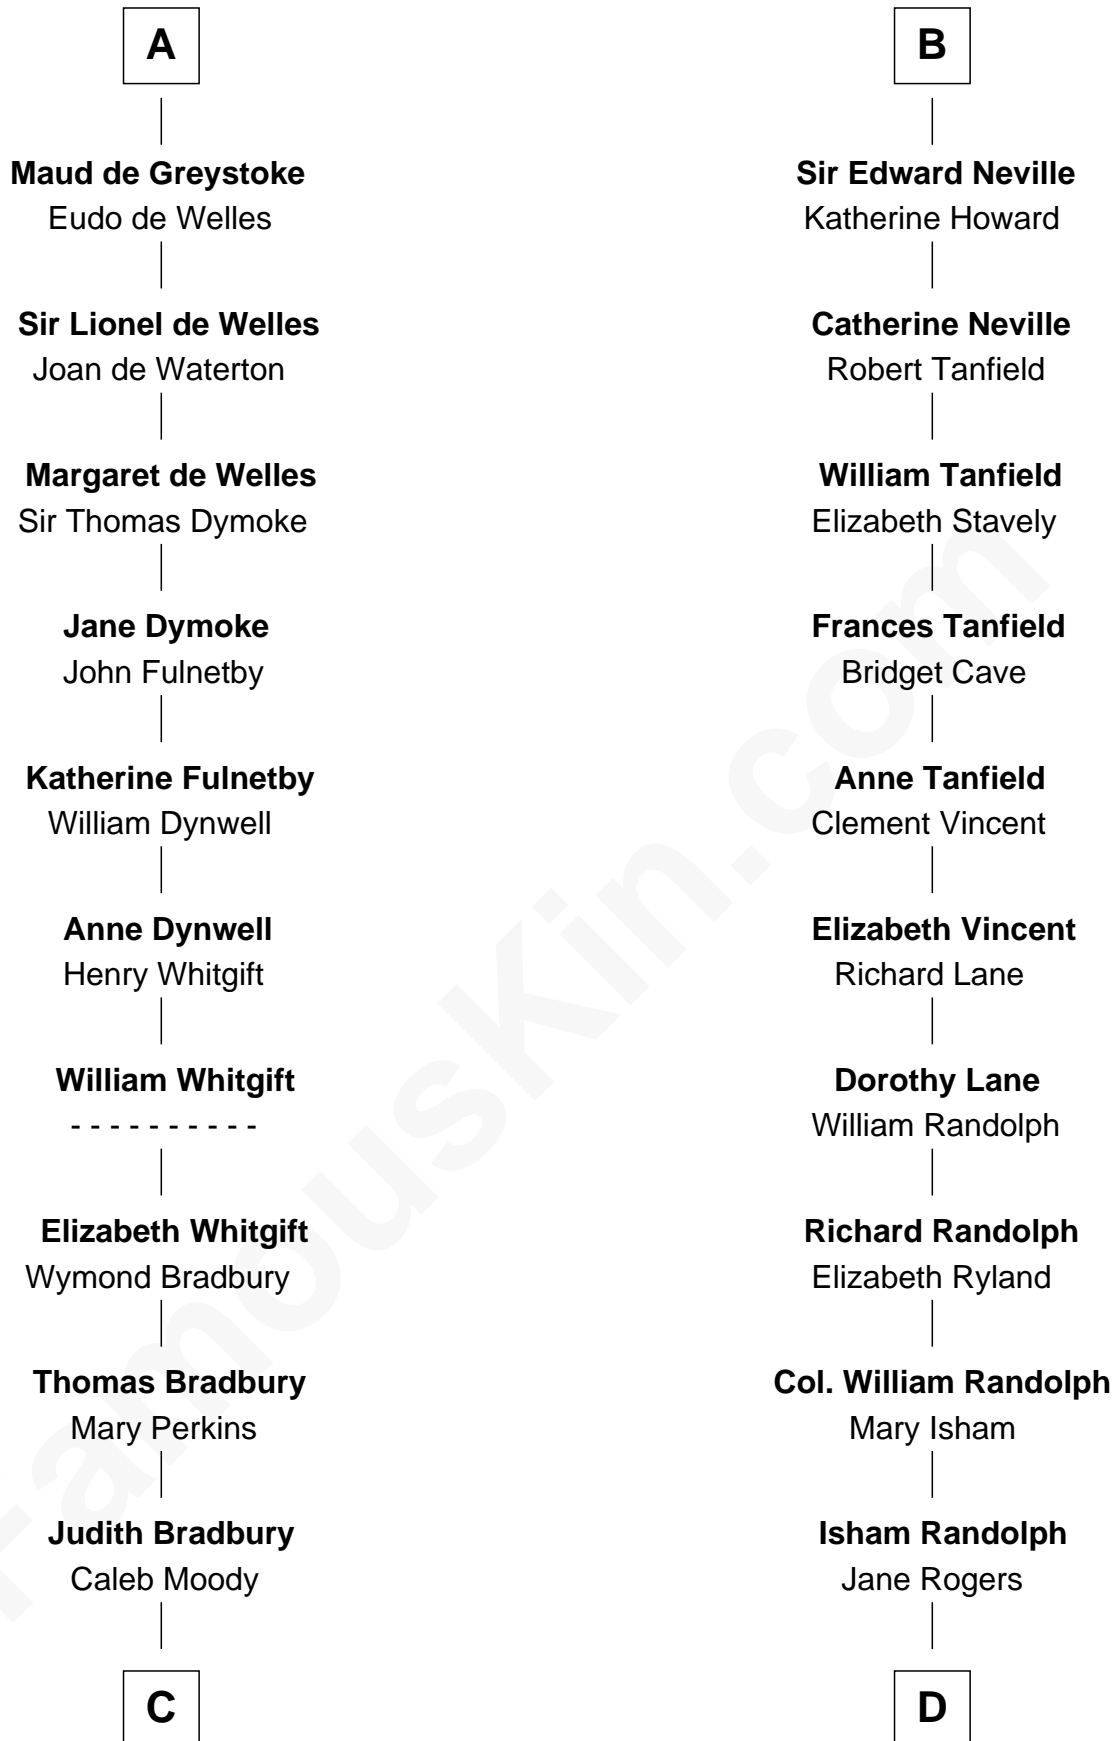 A
Maud de Greystoke
Eudo de Welles
Sir Lionel de Welles
Joan de Waterton
Margaret de Welles
Sir Thomas Dymoke
Jane Dymoke
John Fulnetby
Katherine Fulnetby
William Dynwell
Anne Dynwell
Henry Whitgift
William Whitgift
- - - - - - - - - -
Elizabeth Whitgift
Wymond Bradbury
Thomas Bradbury
Mary Perkins
Judith Bradbury
Caleb Moody
C
B
Sir Edward Neville
Katherine Howard
Catherine Neville
Robert Tanfield
William Tanfield
Elizabeth Stavely
Frances Tanfield
Bridget Cave
Anne Tanfield
Clement Vincent
Elizabeth Vincent
Richard Lane
Dorothy Lane
William Randolph
Richard Randolph
Elizabeth Ryland
Col. William Randolph
Mary Isham
Isham Randolph
Jane Rogers
D
FamousKin.com